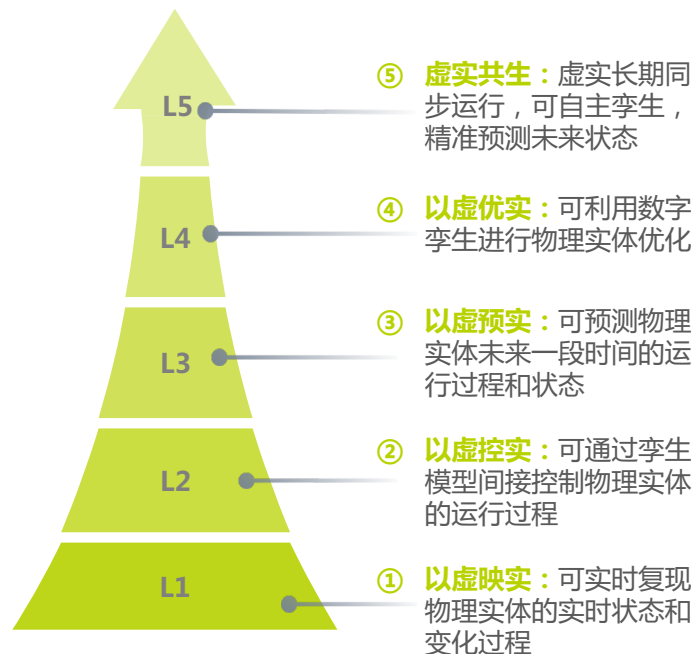 L5
⑤ 虚实共生：虚实长期同
步运行，可自主孪生，
精准预测未来状态
L4
④ 以虚优实：可利用数字
孪生进行物理实体优化
L3
③ 以虚预实：可预测物理
实体未来一段时间的运
行过程和状态
L2
② 以虚控实：可通过孪生
模型间接控制物理实体
的运行过程
L1
① 以虚映实：可实时复现
物理实体的实时状态和
变化过程